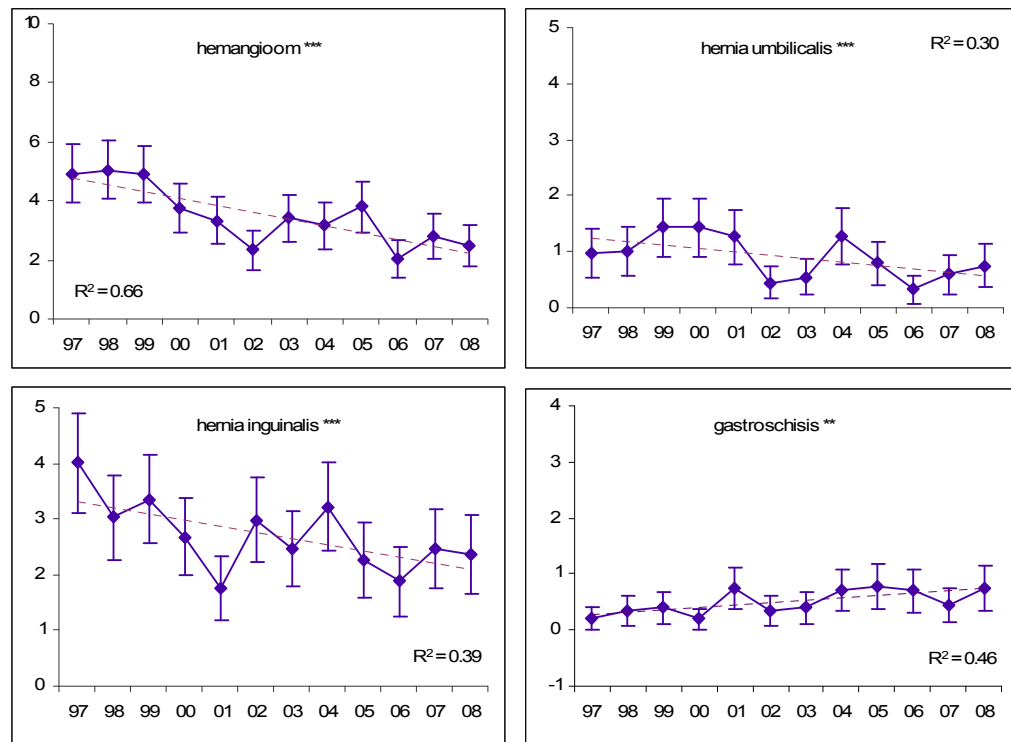 hemangioom ***
10
8
6
4
2
0
R² = 0.66
97 98 99 00 01 02 03 04 05 06 07 08
hernia umbilicalis ***
R² = 0.30
5
4
3
2
1
0
97 98 99 00 01 02 03 04 05 06 07 08
hernia inguinalis ***
5
4
3
2
1
0
R² = 0.39
97 98 99 00 01 02 03 04 05 06 07 08
gastroschisis **
4
3
2
1
0
-1
R² = 0.46
97 98 99 00 01 02 03 04 05 06 07 08